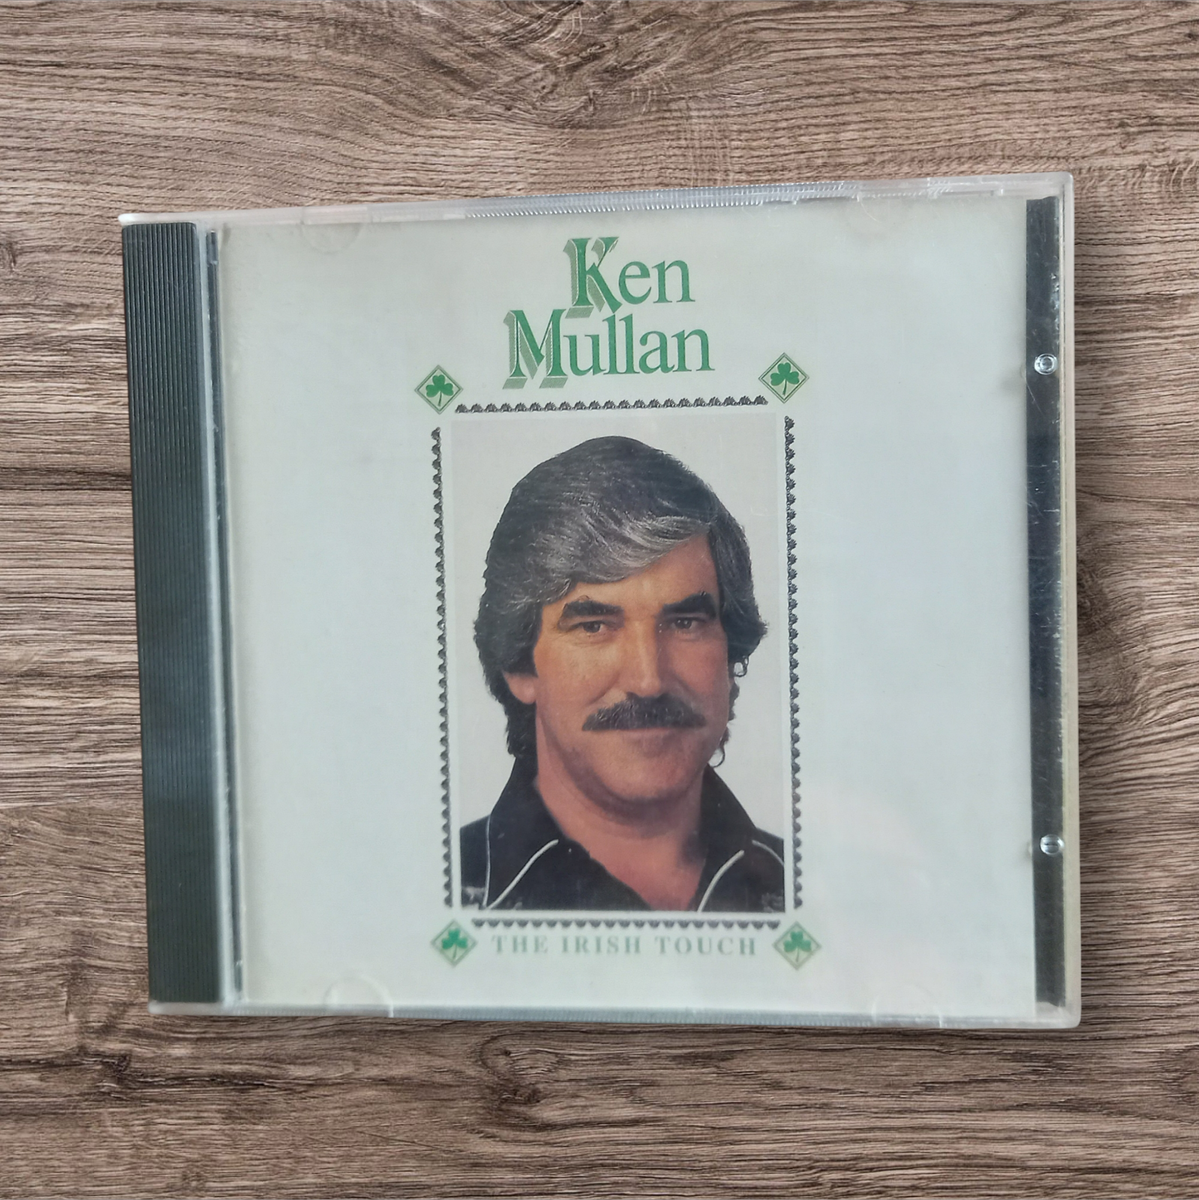 Ken
Mullan
THE IRISH TOUCH